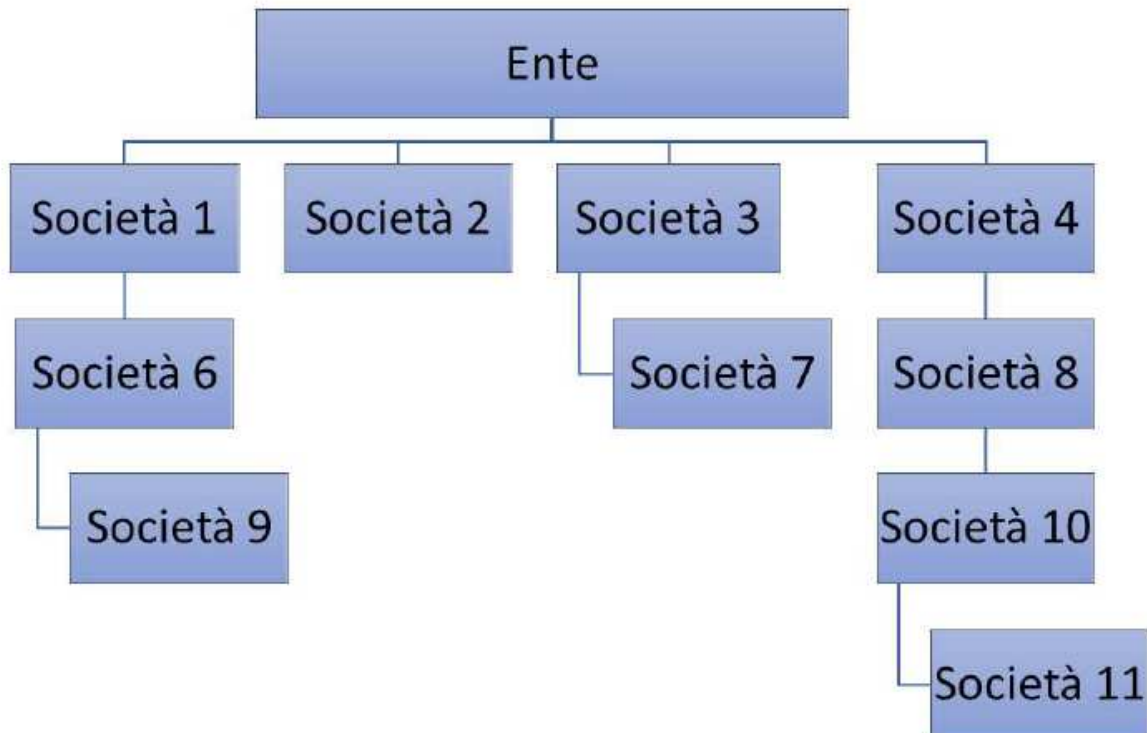 Ente
Società 1
Società 2
Società 3
Società 4
Società 6
Società 7
Società 8
Società 9
Società 10
Società 11